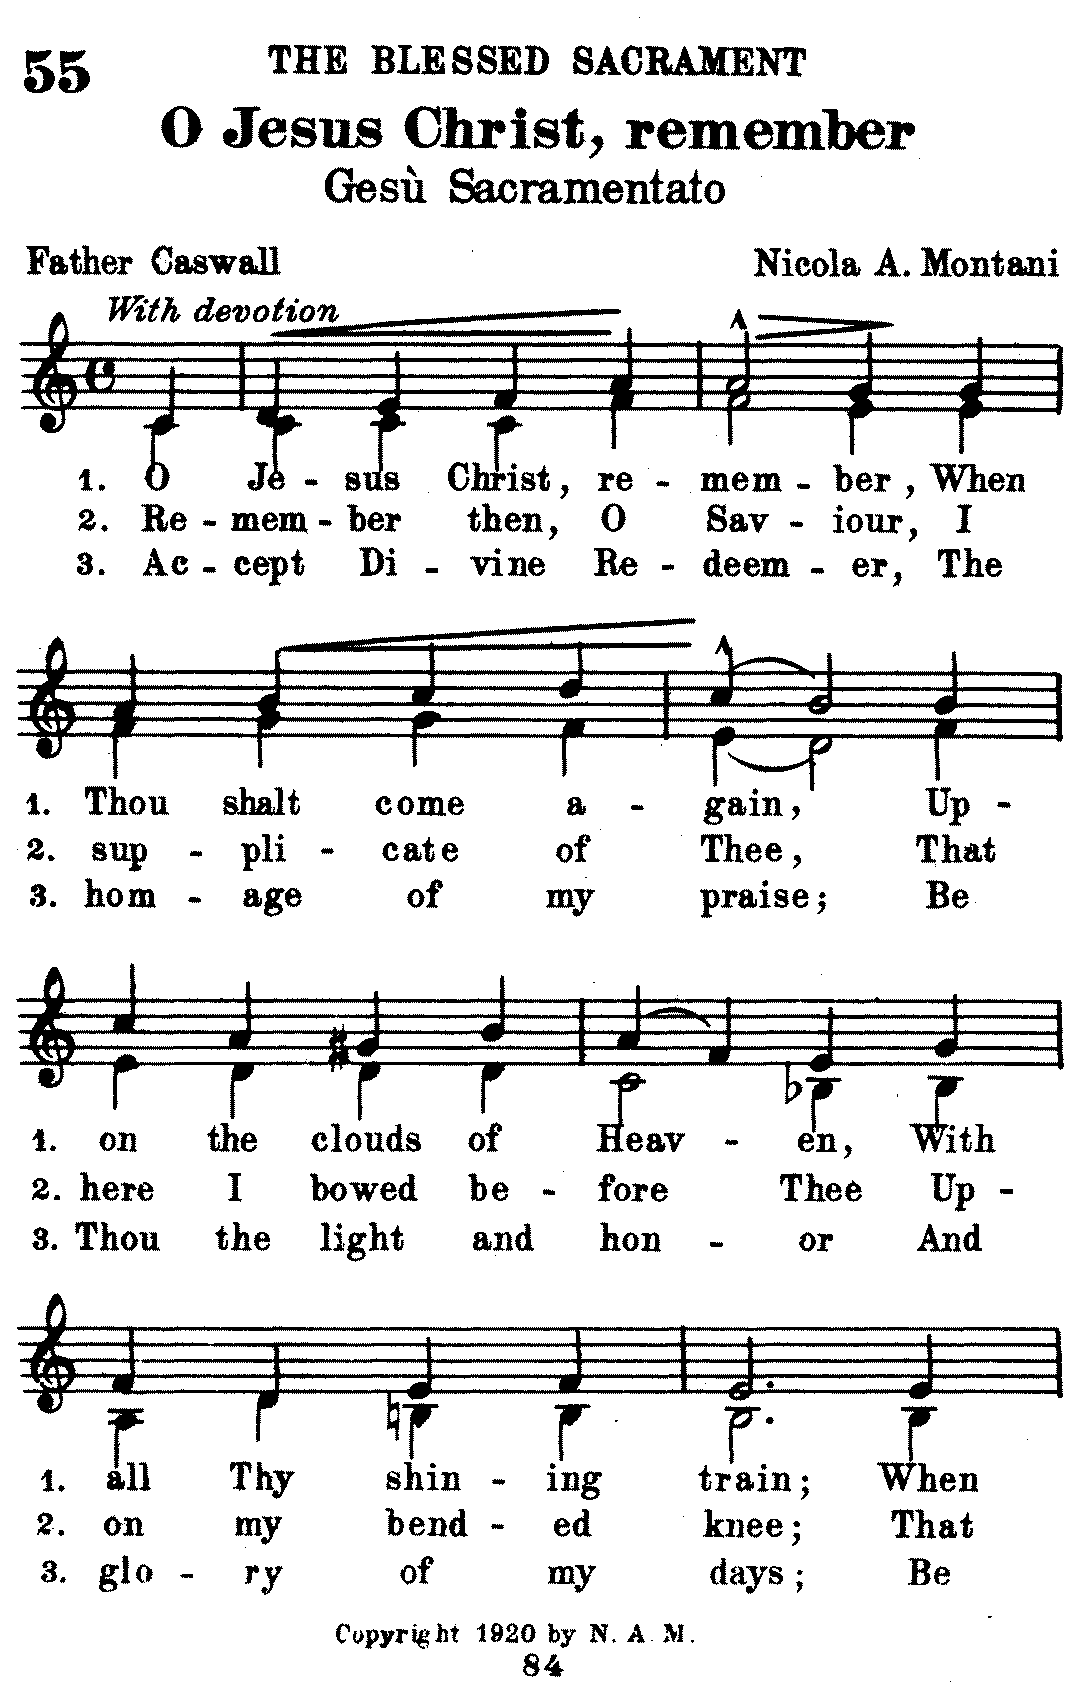 55
THE BLESSED SACRAMENT
O Jesus Christ, remember
Gesù Sacramentato
Father Caswall
Nicola A. Montani
With devotion
1. O Je - sus Christ, re - mem - ber, When
2. Re - mem - ber then, O Sav - iour, I
3. Ac - cept Di - vine Re - deem - er, The
1. Thou shalt come a - gain, Up -
2. sup - pli - cate of Thee, That
3. hom - age of my praise; Be
1. on the clouds of Heav - en, With
2. here I bowed be - fore Thee Up -
3. Thou the light and hon - or And
1. all Thy shin - ing train; When
2. on my bend - ed knee; That
3. glo - ry of my days; Be
Copyright 1920 by N. A. M.
84